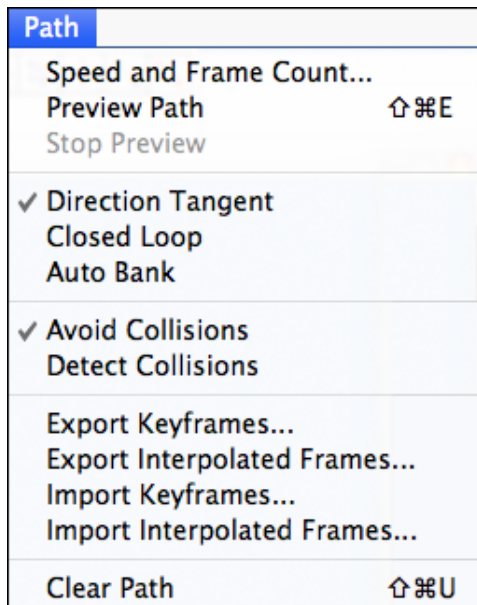 Path
Speed and Frame Count...
Preview Path ⇧⌘E
Stop Preview
✓ Direction Tangent
Closed Loop
Auto Bank
✓ Avoid Collisions
Detect Collisions
Export Keyframes...
Export Interpolated Frames...
Import Keyframes...
Import Interpolated Frames...
Clear Path ⇧⌘U